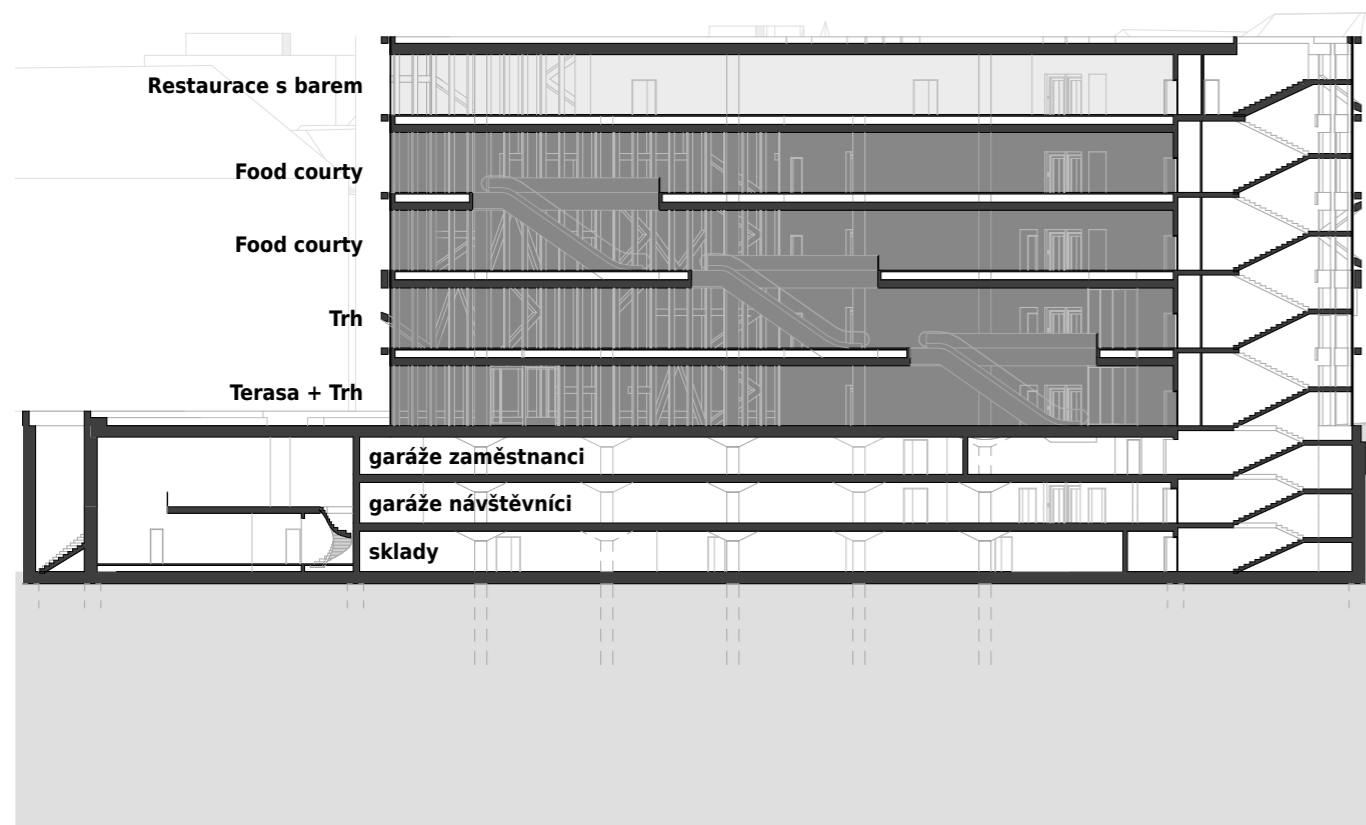 Restaurace s barem
Food courty
Food courty
Trh
Terasa + Trh
garáže zaměstnanci
garáže návštěvníci
sklady